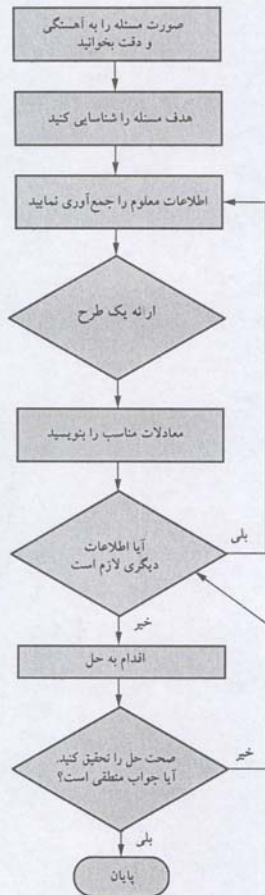 صورت مسئله را به آهستگی
و دقت بخوانید
هدف مسئله را شناسایی کنید
اطلاعات معلوم را جمع‌آوری نمایید
ارائه یک طرح
معادلات مناسب را بنویسید
آیا اطلاعات
دیگری لازم است
بلی
خیر
اقدام به حل
صحت حل را تحقیق کنید.
آیا جواب منطقی است؟
خیر
بلی
پایان